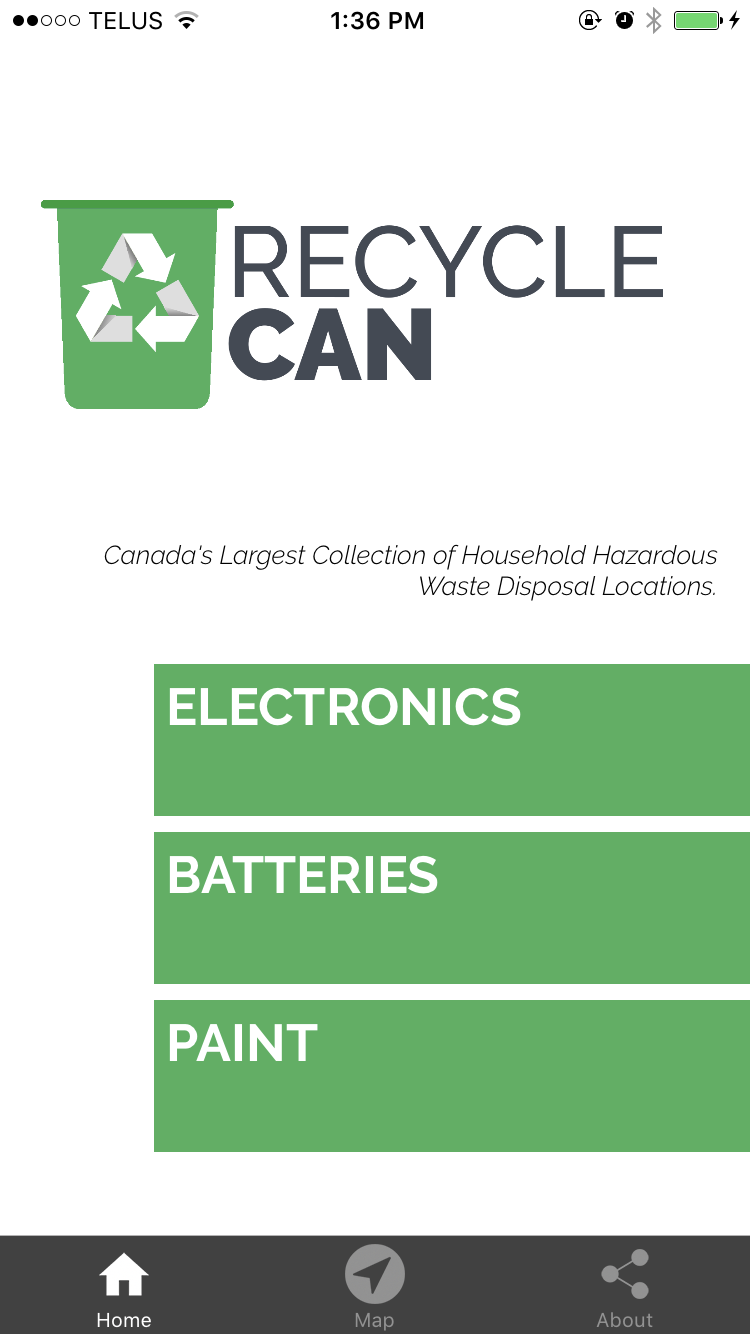 TELUS 1:36 PM
RECYCLE
CAN
Canada's Largest Collection of Household Hazardous
Waste Disposal Locations.
ELECTRONICS
BATTERIES
PAINT
Home Map About